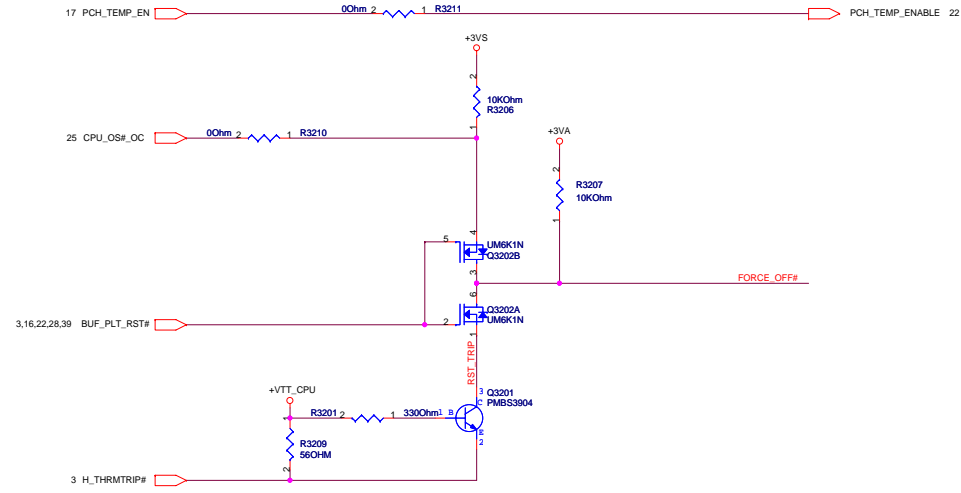 17 PCH_TEMP_EN 0Ohm 2 1 R3211 PCH_TEMP_ENABLE 22
+3VS
2
10KOhm
R3206
1
25 CPU_OS#_OC 0Ohm 2 1 R3210
+3VA
2
R3207
10KOhm
1
4
5 UM6K1N
Q3202B
3
FORCE_OFF#
6
Q3202A
3,16,22,28,39 BUF_PLT_RST# 2 UM6K1N
1
RST_TRIP
+VTT_CPU
3 Q3201
C PMBS3904
R3201 2 1 330Ohm 1 B
E
2
1
R3209
56OHM
2
3 H_THRMTRIP#